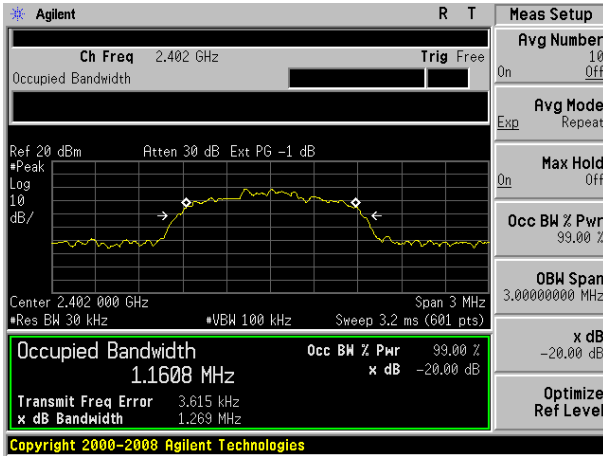 Agilent R T Meas Setup
Ch Freq 2.402 GHz Trig Free
Occupied Bandwidth
Avg Number
10
On Off
Avg Mode
Exp Repeat
Ref 20 dBm Atten 30 dB Ext PG -1 dB
#Peak
Log
10
dB/
Max Hold
On Off
Occ BW % Pwr
99.00 %
OBW Span
3.00000000 MHz
Center 2.402 000 GHz Span 3 MHz
#Res BW 30 kHz #VBW 100 kHz Sweep 3.2 ms (601 pts)
x dB
-20.00 dB
Occupied Bandwidth Occ BW % Pwr 99.00 %
1.1608 MHz x dB -20.00 dB
Transmit Freq Error 3.615 kHz
x dB Bandwidth 1.269 MHz
Optimize
Ref Level
Copyright 2000-2008 Agilent Technologies